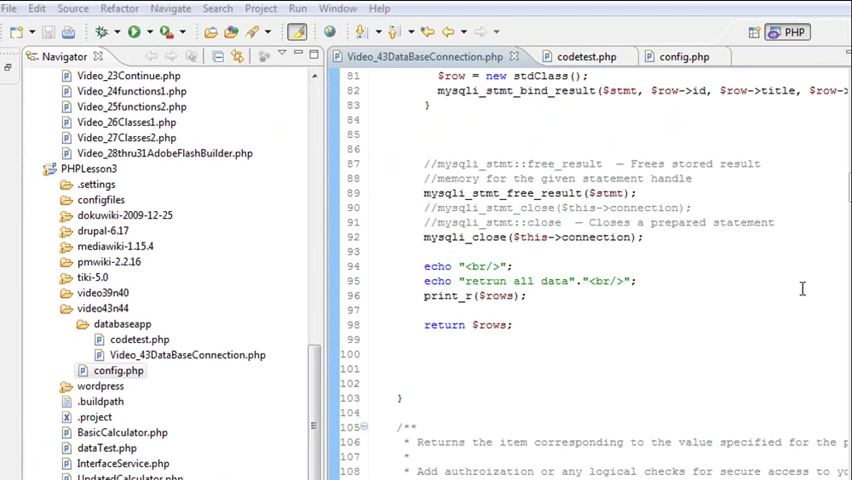 File Edit Source Refactor Navigate Search Project Run Window Help
PHP
Navigator
Video_23Continue.php
Video_24functions1.php
Video_25functions2.php
Video_26Classes1.php
Video_27Classes2.php
Video_28thru31AdobeFlashBuilder.php
PHPLesson3
.settings
configfiles
dokuwiki-2009-12-25
drupal-6.17
mediawiki-1.15.4
pmwiki-2.2.16
tiki-5.0
video39n40
video43n44
databaseapp
codetest.php
Video_43DataBaseConnection.php
config.php
wordpress
.buildpath
.project
BasicCalculator.php
dataTest.php
InterfaceService.php
UpdatedCalculator.php
Video_43DataBaseConnection.php codetest.php config.php
81 $row = new stdClass();
82 mysqli_stmt_bind_result($stmt, $row->id, $row->title, $row->
83 }
84
85
86
87 //mysqli_stmt::free_result — Frees stored result
88 //memory for the given statement handle
89 mysqli_stmt_free_result($stmt);
90 //mysqli_stmt_close($this->connection);
91 //mysqli_stmt::close — Closes a prepared statement
92 mysqli_close($this->connection);
93
94 echo "<br/>";
95 echo "retrun all data"."<br/>";
96 print_r($rows);
97
98 return $rows;
99
100
101
102
103 }
104
105 /**
106 * Returns the item corresponding to the value specified for the p
107 *
108 * Add authroization or any logical checks for secure access to yo